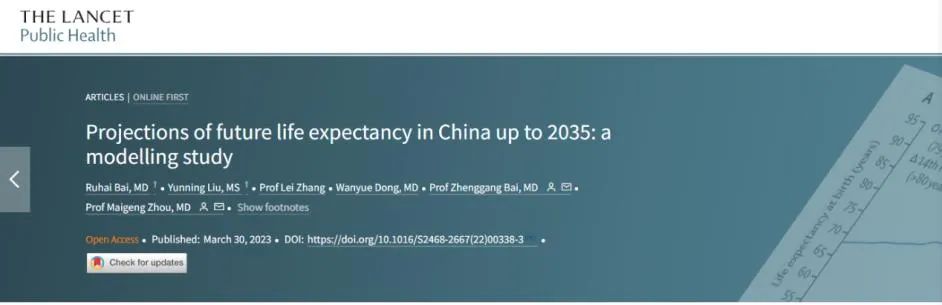 THE LANCET
Public Health
ARTICLES | ONLINE FIRST
Projections of future life expectancy in China up to 2035: a
modelling study
Ruhai Bai, MD † • Yunning Liu, MS † • Prof Lei Zhang • Wanyue Dong, MD • Prof Zhenggang Bai, MD •
Prof Maigeng Zhou, MD • Show footnotes
Open Access • Published: March 30, 2023 • DOI: https://doi.org/10.1016/S2468-2667(22)00338-3 •
Check for updates
A
95
90
85
80
75
70
65
60
55
Life expectancy at birth (years)
Δ14th
(>80 yea